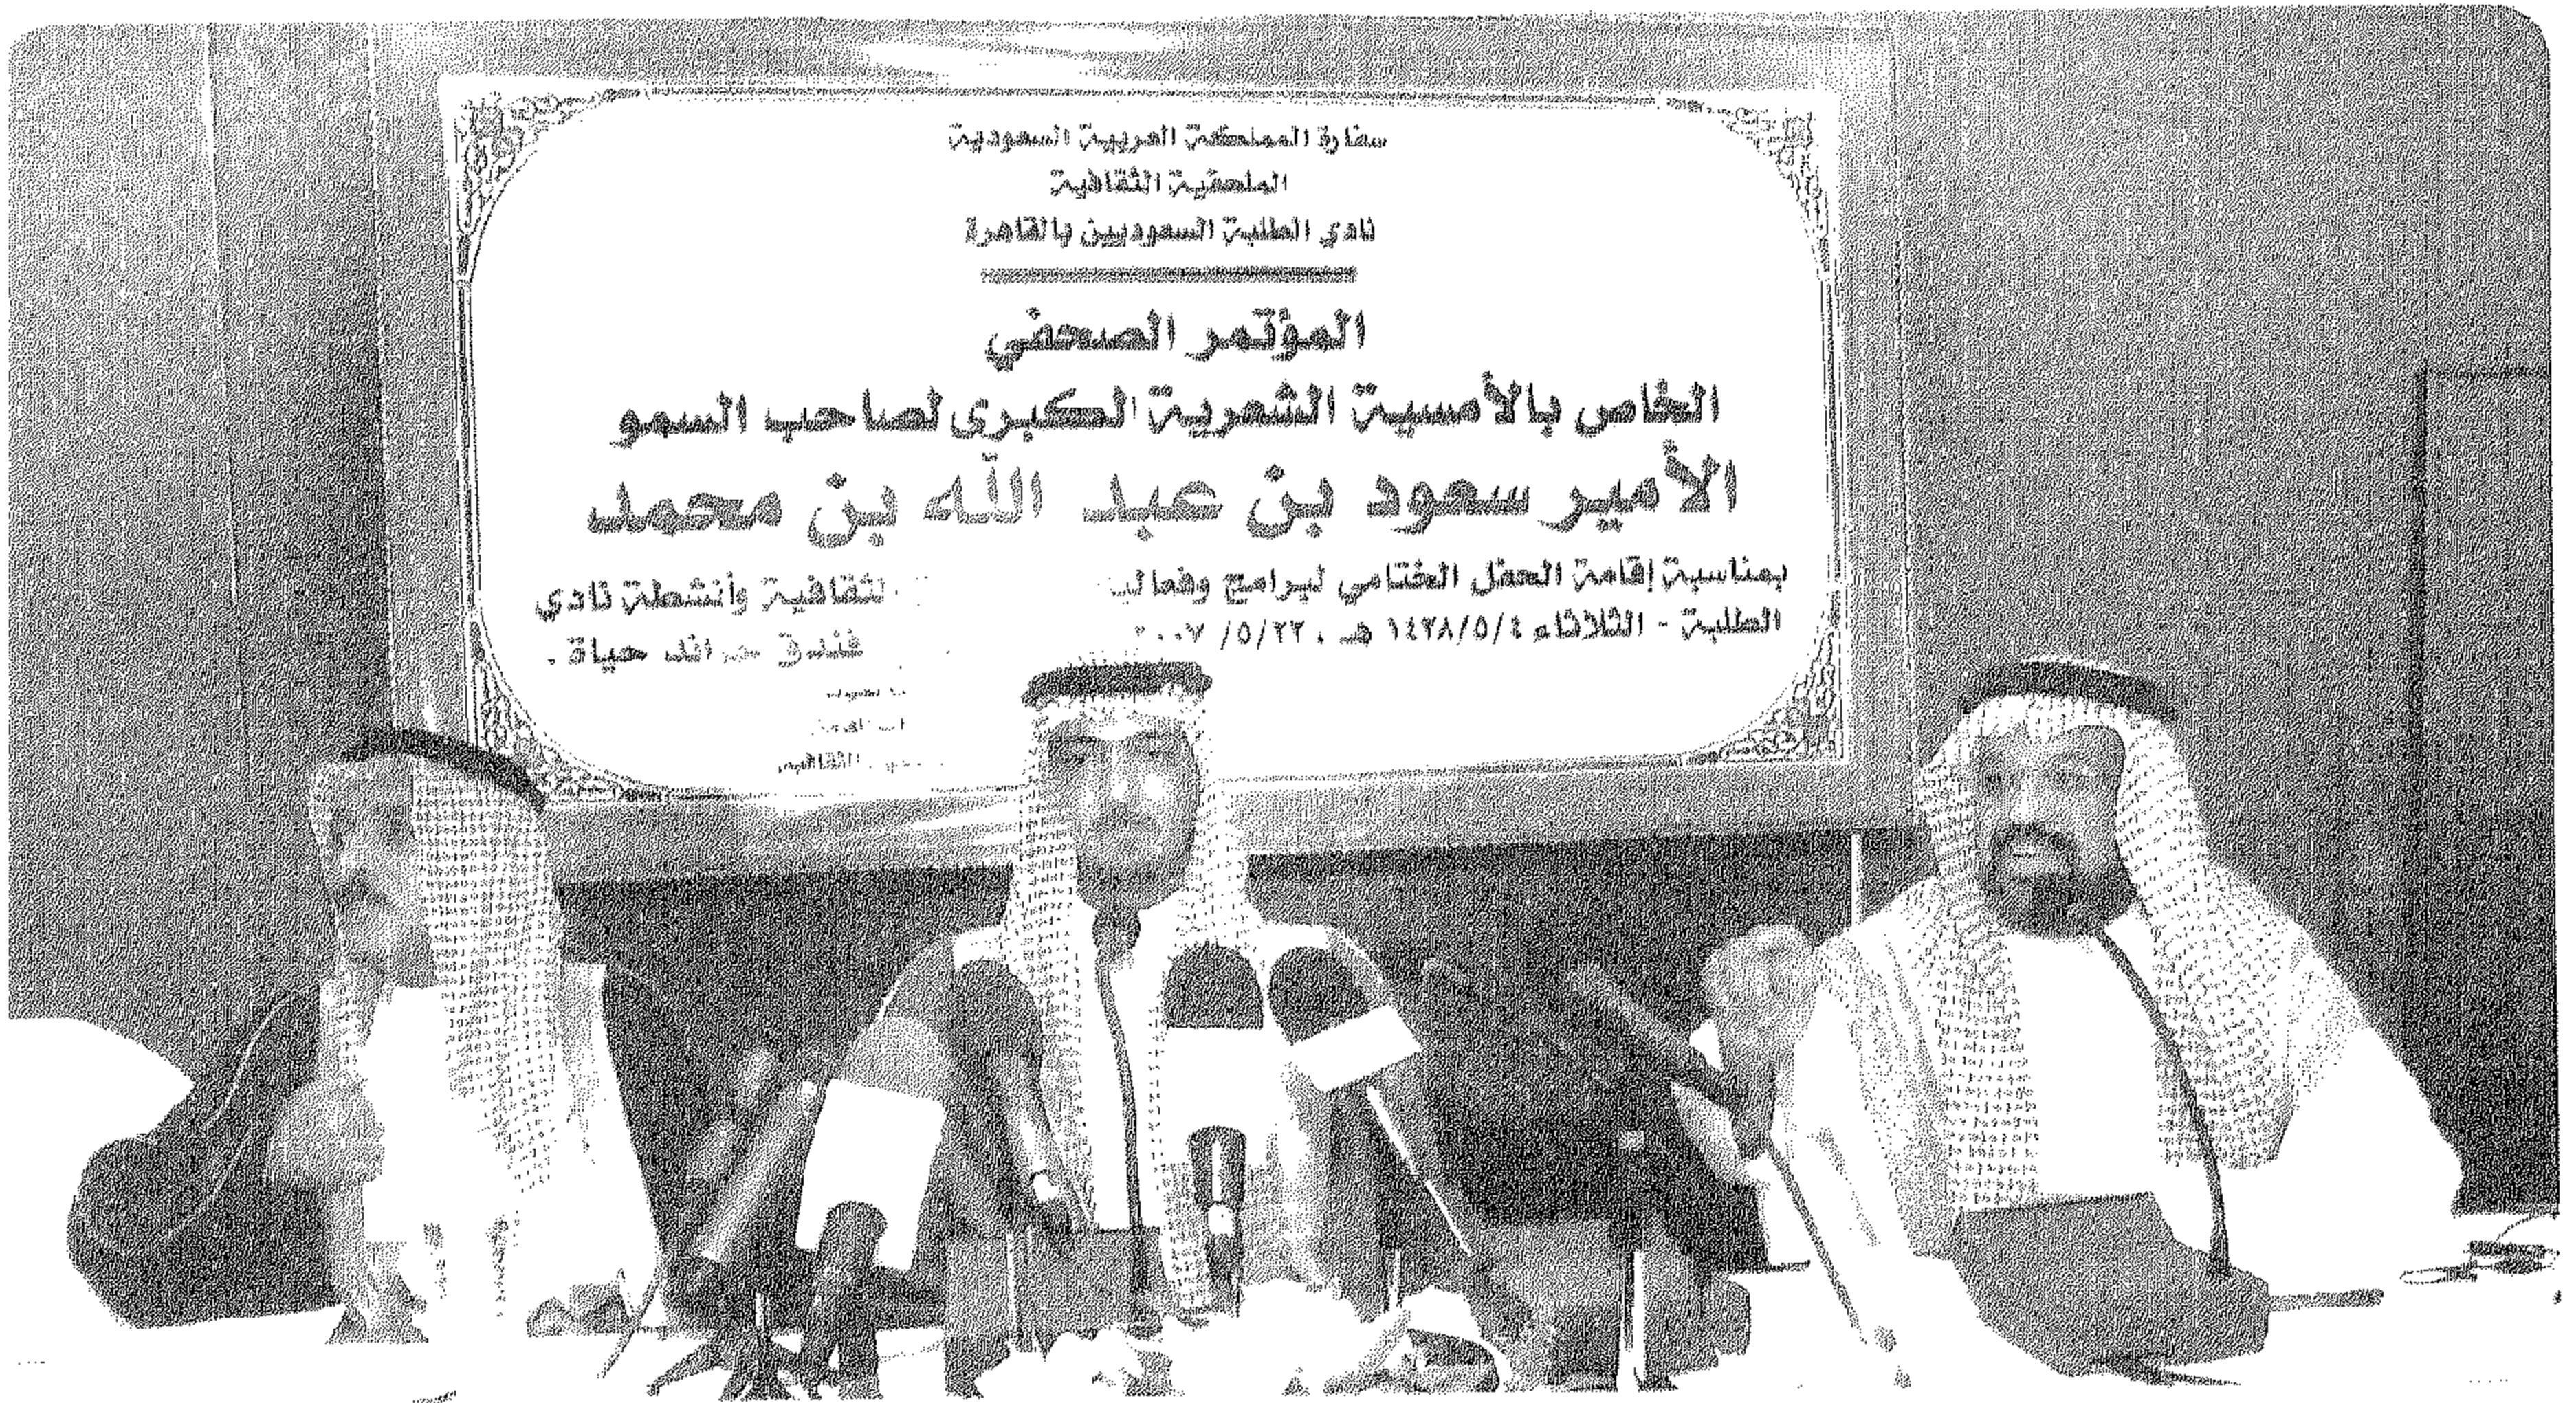 سفارة المملكة العربية السعودية
الملحقية الثقافية
نادي الطلبة السعوديين بالقاهرة
المؤتمر الصحفي
الخاص بالأمسية الشعرية الكبرى لصاحب السمو
الأمير سعود بن عبد الله بن محمد
بمناسبة إقامة الحفل الختامي لبرامج وأنشطة نادي
الطلبة - الثلاثاء ١٤٢٨/٥/٤ هـ فندق حياة .